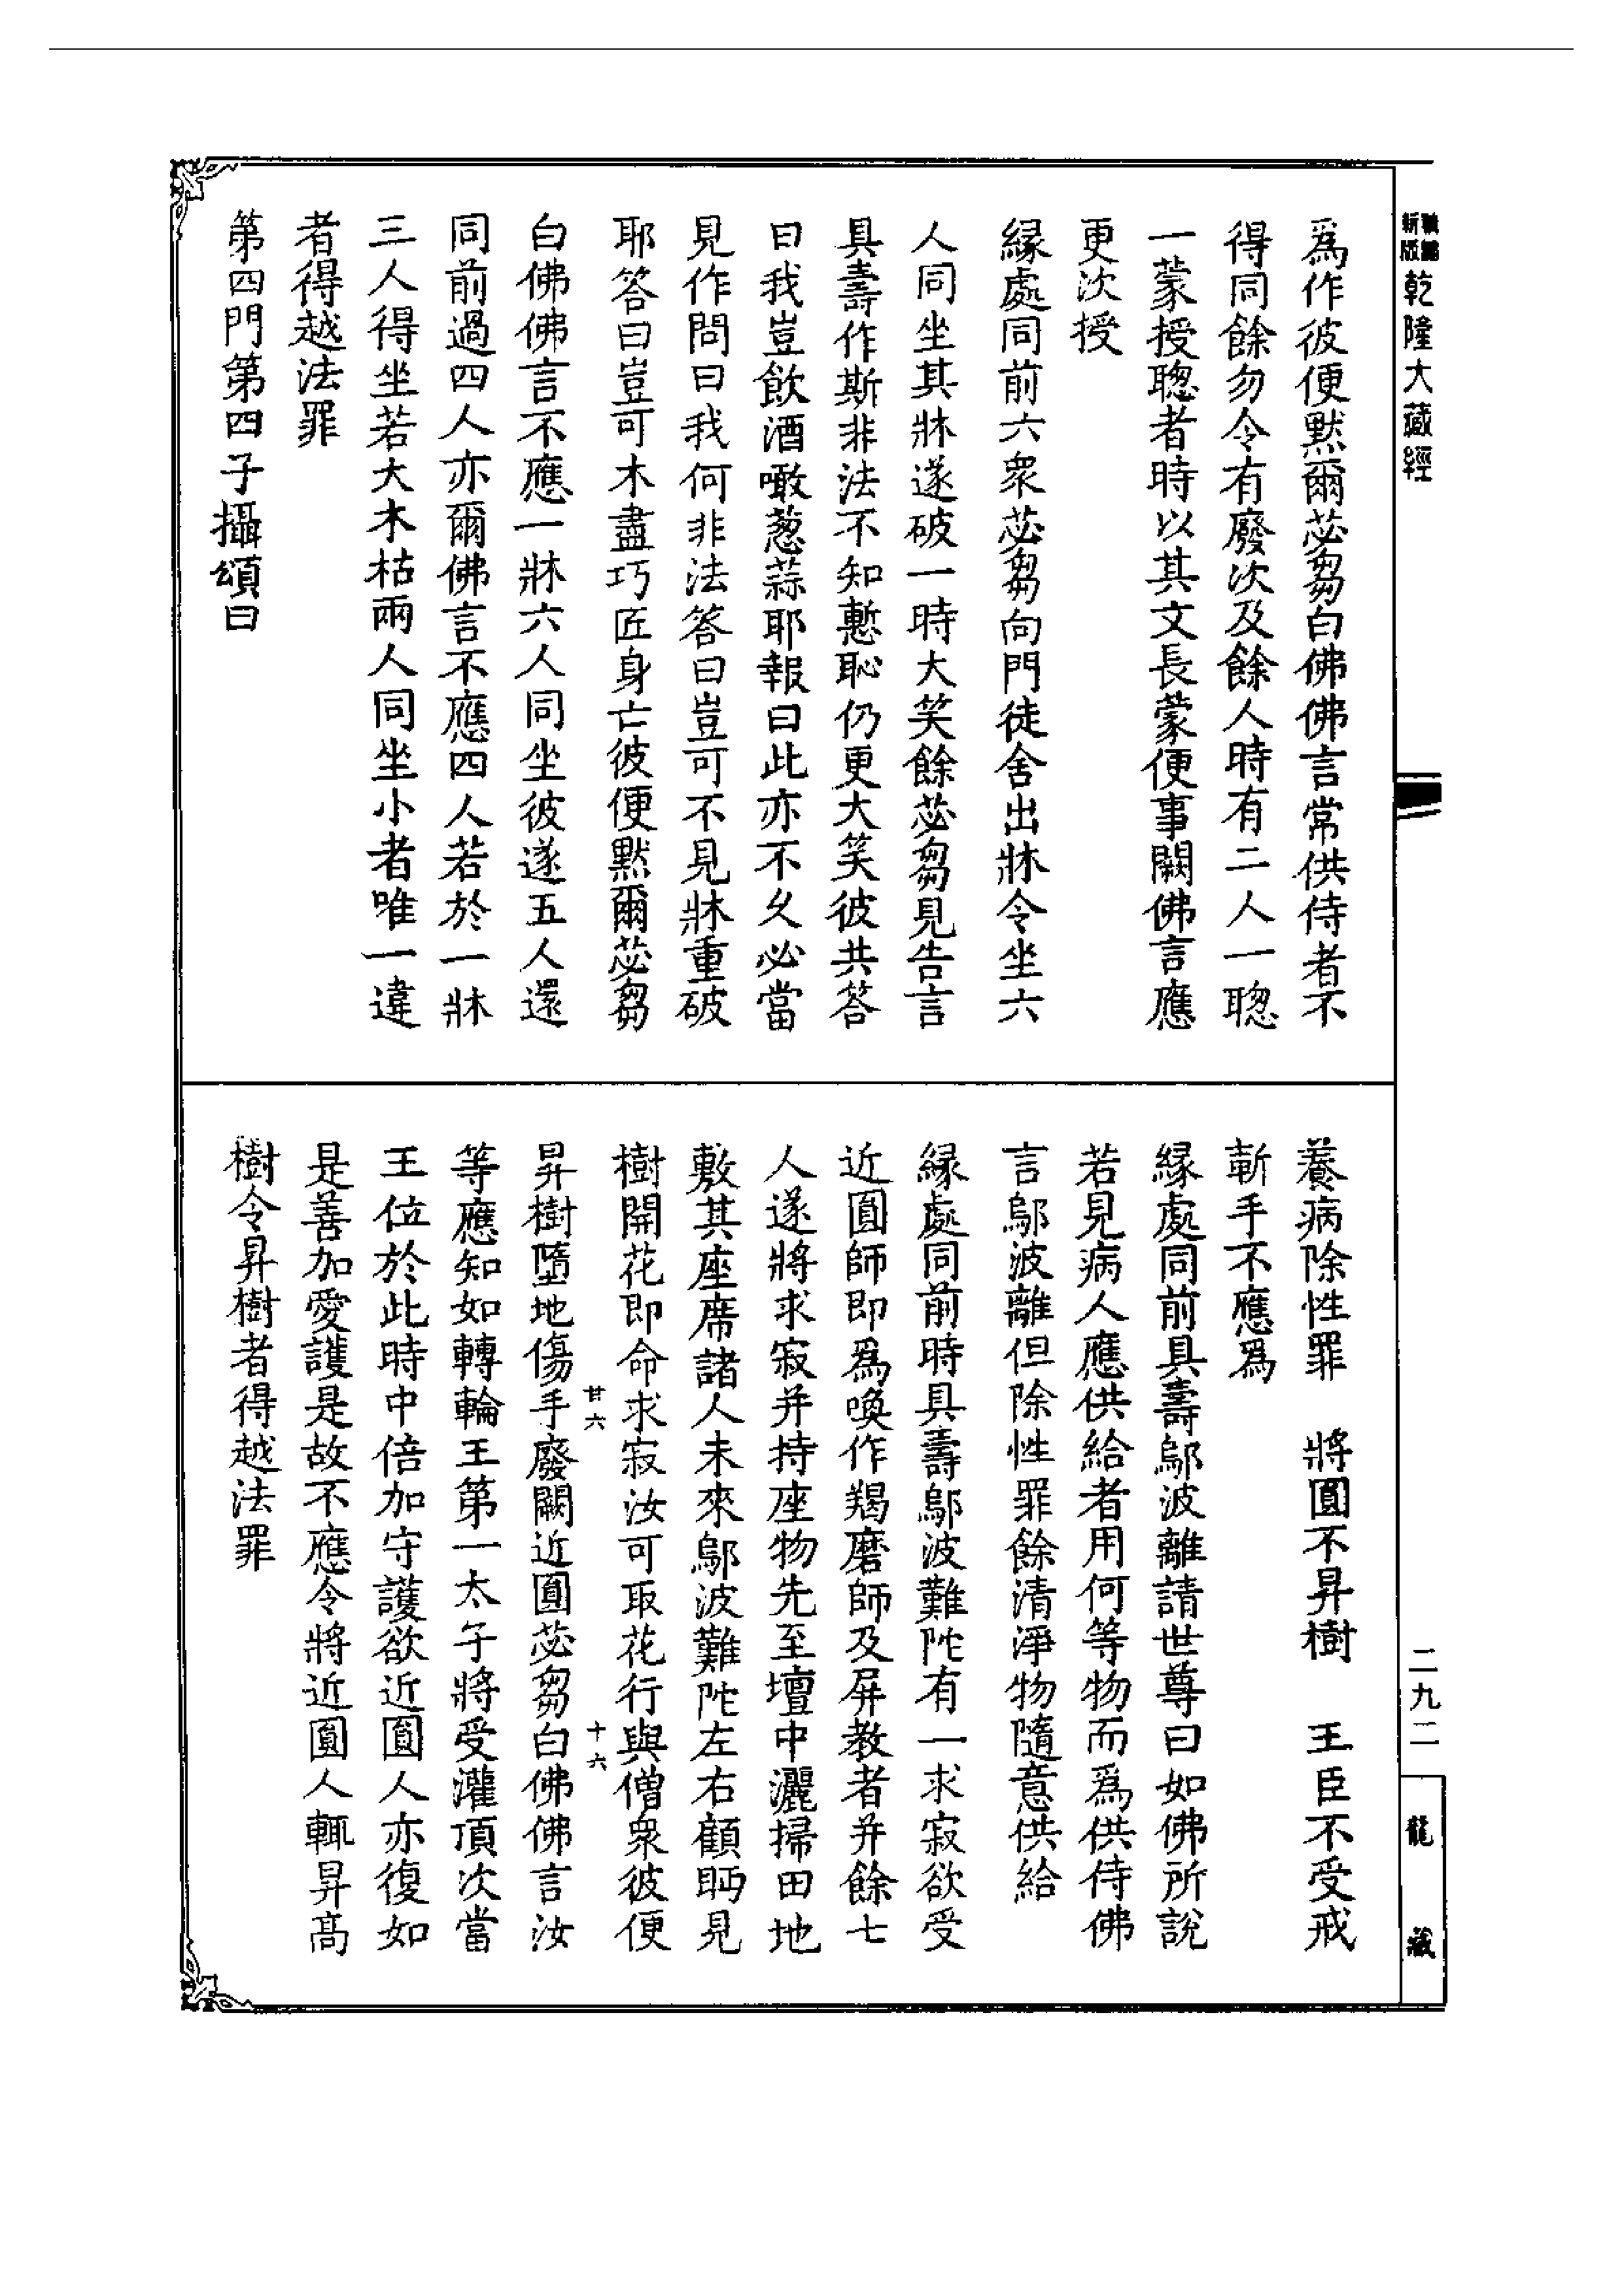 新版乾隆大藏經
爲作彼便默爾苾芻白佛佛言常供侍者不
得同餘勿令有廢次及餘人時有二人一聰
一蒙授聰者時以其文長蒙便事闕佛言應
更次授
緣處同前六衆苾芻向門徒舍出牀令坐六
人同坐其牀遂破一時大笑餘苾芻見告言
具壽作斯非法不知慙恥仍更大笑彼共答
曰我豈飲酒噉葱蒜耶報曰此亦不久必當
見作問曰我何非法答曰豈可不見牀重破
耶答曰豈可木盡巧匠身亡彼便默爾苾芻
白佛佛言不應一牀六人同坐彼遂五人還
同前過四人亦爾佛言不應四人若於一牀
三人得坐若大木枯兩人同坐小者唯一違
者得越法罪
第四門第四子攝頌曰
養病除性罪　將圓不昇樹　王臣不受戒
斬手不應爲
緣處同前具壽鄔波離請世尊曰如佛所說
若見病人應供給者用何等物而爲供侍佛
言鄔波離但除性罪餘清淨物隨意供給
緣處同前時具壽鄔波難陀有一求寂欲受
近圓師即爲喚作羯磨師及屏教者并餘七
人遂將求寂并持座物先至壇中灑掃田地
敷其座席諸人未來鄔波難陀左右顧眄見
樹開花即命求寂汝可取花行與僧衆彼便
廿六　十六
昇樹墮地傷手廢闕近圓苾芻白佛佛言汝
等應知如轉輪王第一太子將受灌頂次當
王位於此時中倍加守護欲近圓人亦復如
是善加愛護是故不應令將近圓人輒昇高
樹令昇樹者得越法罪
二九二
龍藏